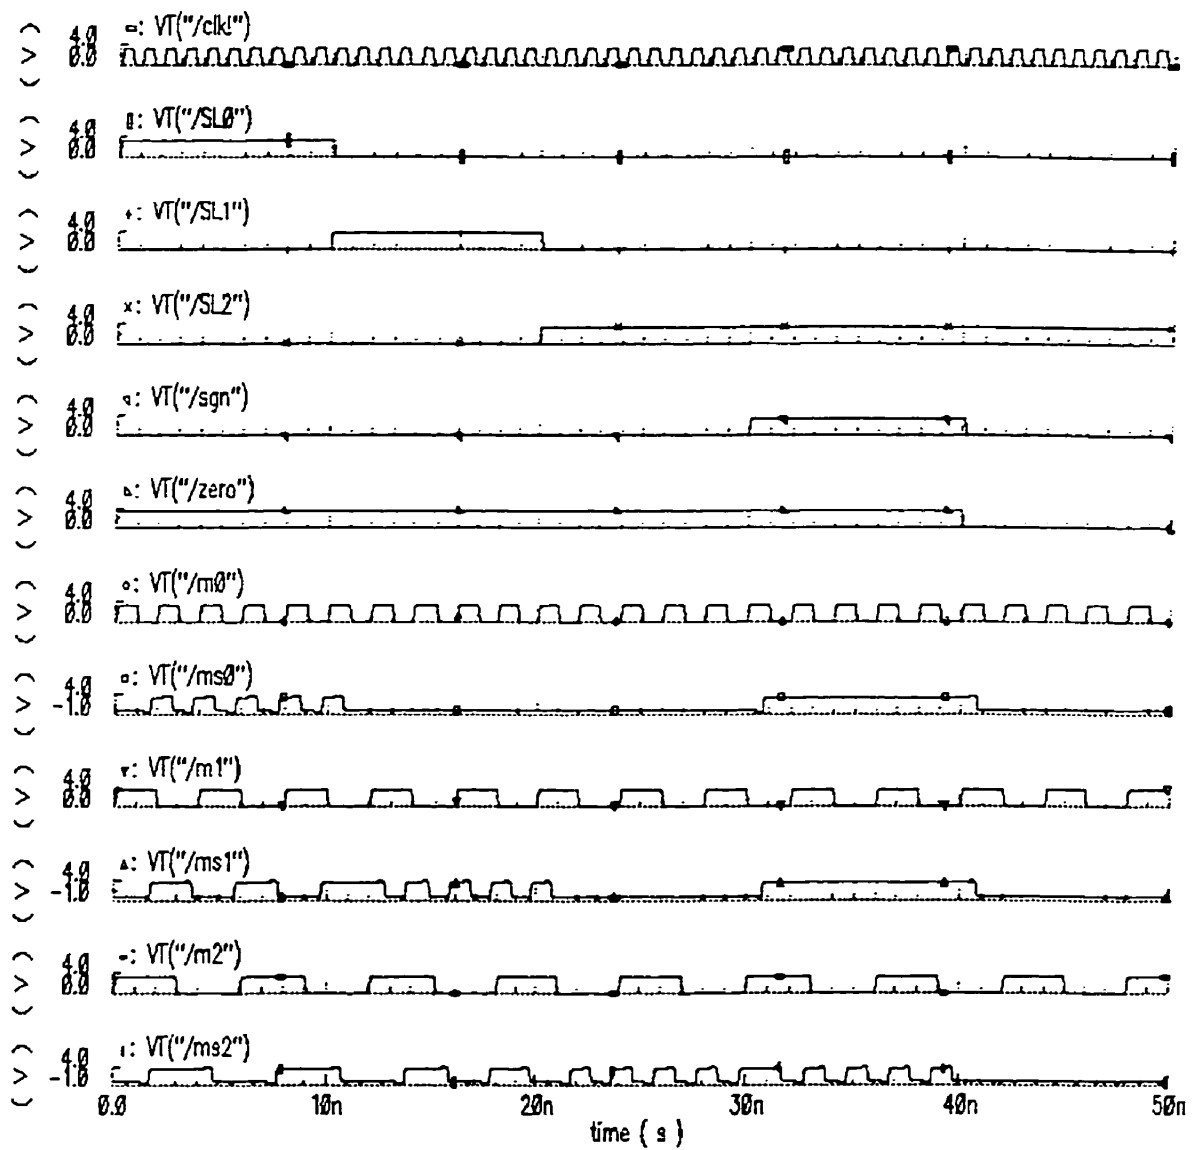 ▭: VT("/clk!")
4.0
0.0
( V )
▯: VT("/SL0")
4.0
0.0
( V )
+: VT("/SL1")
4.0
0.0
( V )
x: VT("/SL2")
4.0
0.0
( V )
◃: VT("/sgn")
4.0
0.0
( V )
▹: VT("/zero")
4.0
0.0
( V )
⋄: VT("/m0")
4.0
0.0
( V )
▫: VT("/ms0")
4.0
-1.0
( V )
▾: VT("/m1")
4.0
0.0
( V )
▴: VT("/ms1")
4.0
-1.0
( V )
-: VT("/m2")
4.0
0.0
( V )
ı: VT("/ms2")
4.0
-1.0
( V )
0.0 10n 20n 30n 40n 50n
time ( s )